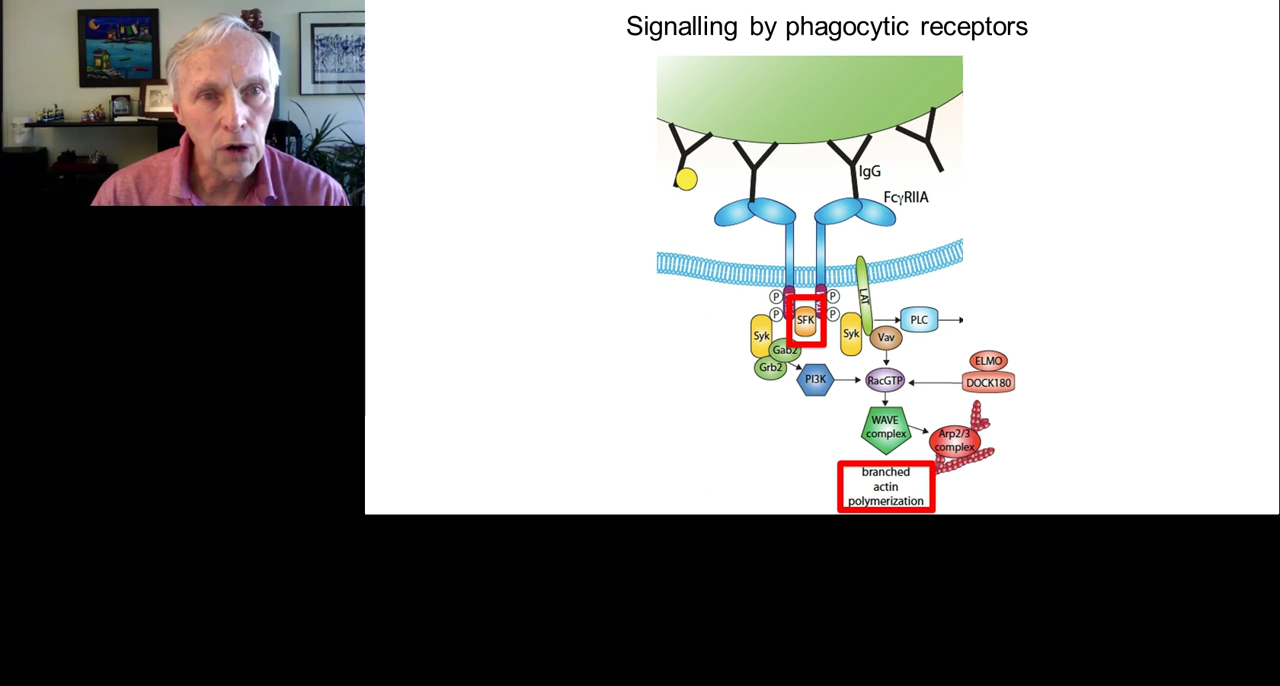 Signalling by phagocytic receptors
IgG
FcγRIIA
LAT
P
P
P
P
SFK
PLC
Syk
Syk
Vav
Gab2
Grb2
ELMO
PI3K
RacGTP
DOCK180
WAVE
complex
Arp2/3
complex
branched
actin
polymerization